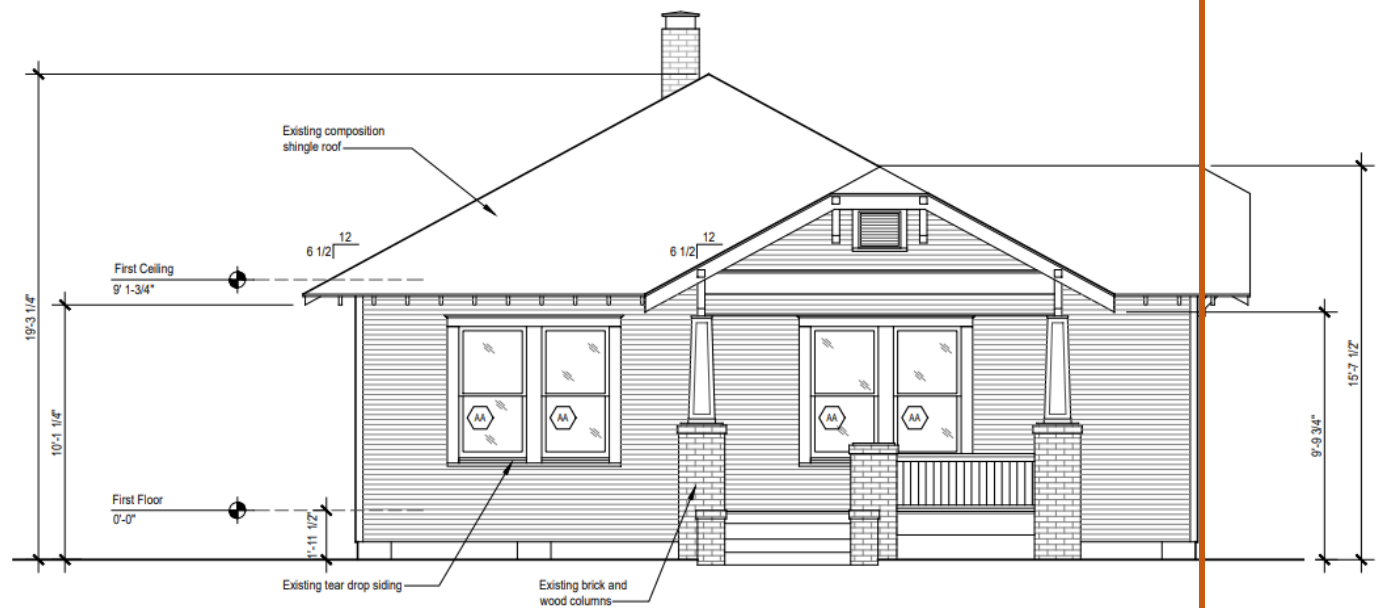 Existing composition
shingle roof
12
6 1/2
12
6 1/2
First Ceiling
9' 1-3/4"
19'-3 1/4"
15'-7 1/2"
10'-1 1/4"
9'-9 3/4"
AA
AA
AA
AA
First Floor
0'-0"
1'-11 1/2"
Existing tear drop siding
Existing brick and
wood columns